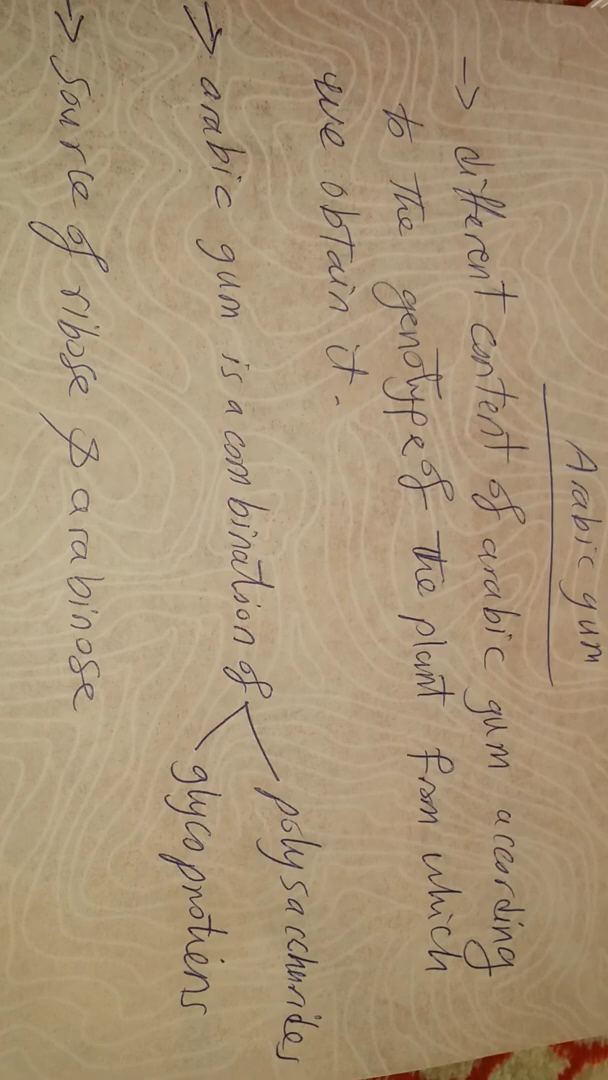 Arabic gum
→ different content of arabic gum according
to the genotype of the plant from which
we obtain it.
→ arabic gum is a combination of
polysaccharides
glycoprotiens
→ Source of ribose & arabinose